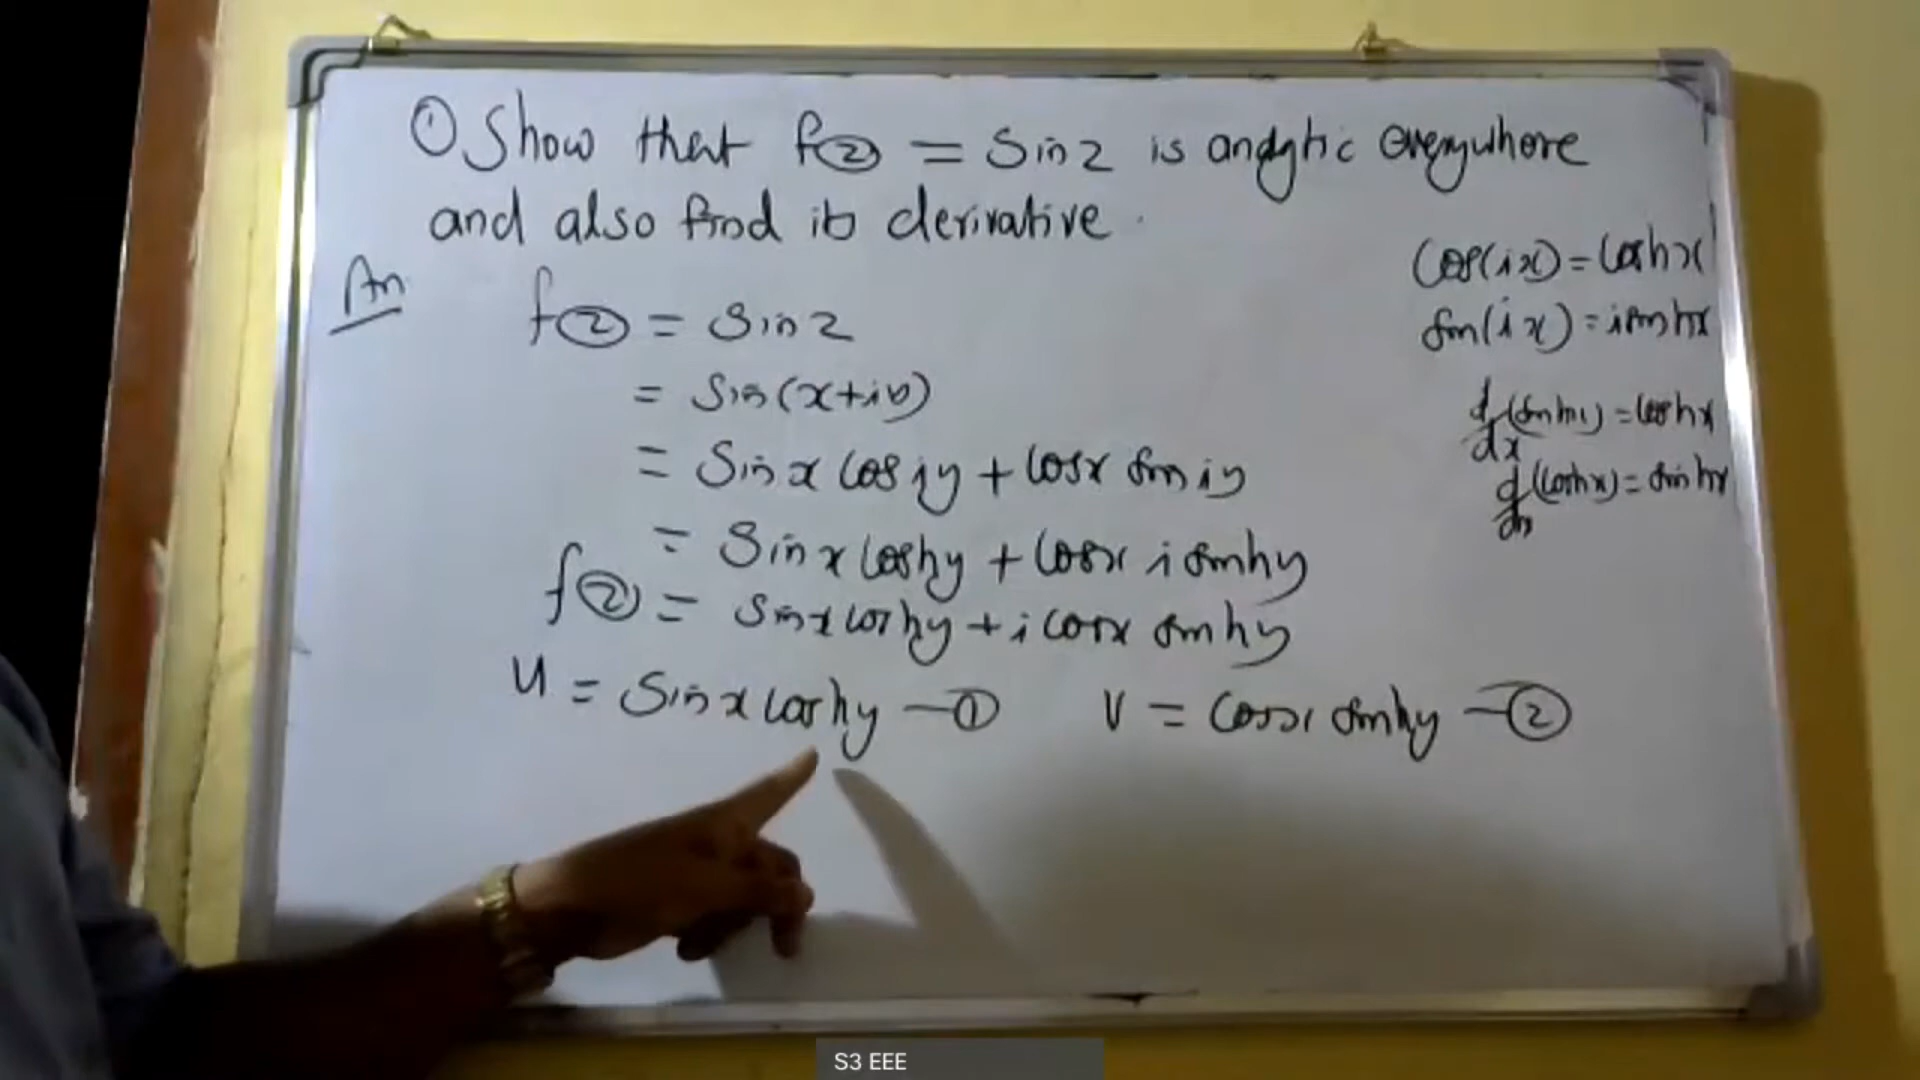 ① Show that f(z) = Sin z is analytic everywhere
and also find its derivative.
Ans
f(z) = Sin z
= Sin(x+iy)
= Sin x cos iy + cos x sin iy
= Sin x coshy + cosx i sinhy
f(z) = sinx coshy + i cosx sinhy
u = Sin x coshy —① v = cosx sinhy —②
Cos(ix) = coshx
Sin(ix) = i sinhx
d/dx (sinhx) = coshx
d/dx (coshx) = sinhx
S3 EEE